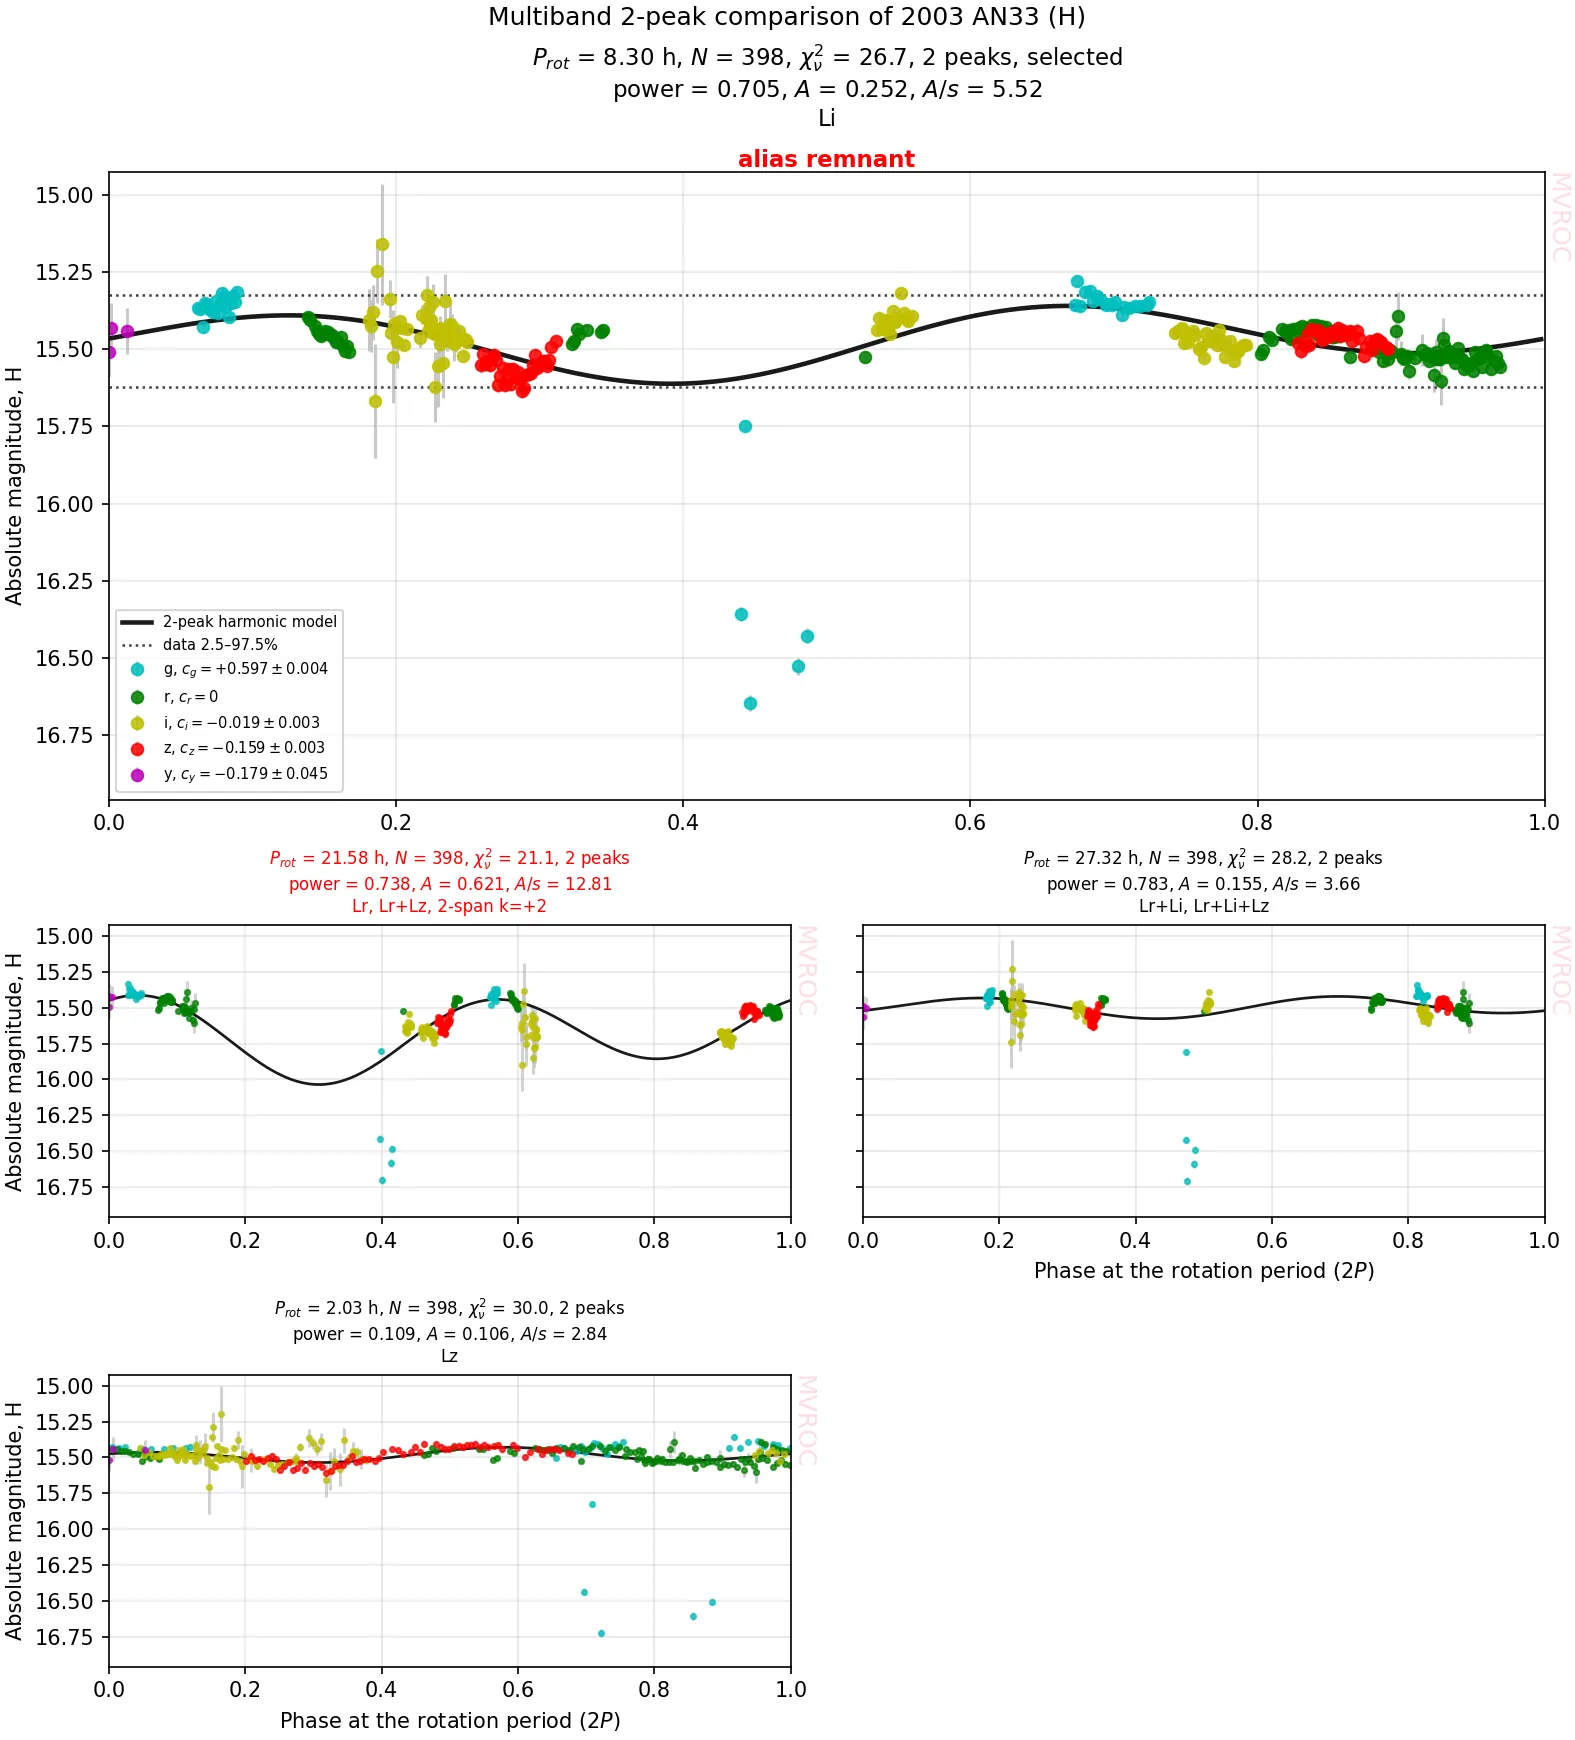 Multiband 2-peak comparison of 2003 AN33 (H)
P_rot = 8.30 h, N = 398, χ²_ν = 26.7, 2 peaks, selected
power = 0.705, A = 0.252, A/s = 5.52
Li
alias remnant
MVROC
Absolute magnitude, H
15.00
15.25
15.50
15.75
16.00
16.25
16.50
16.75
2-peak harmonic model
data 2.5–97.5%
g, c_g = +0.597 ± 0.004
r, c_r = 0
i, c_i = −0.019 ± 0.003
z, c_z = −0.159 ± 0.003
y, c_y = −0.179 ± 0.045
0.0 0.2 0.4 0.6 0.8 1.0
P_rot = 21.58 h, N = 398, χ²_ν = 21.1, 2 peaks
power = 0.738, A = 0.621, A/s = 12.81
Lr, Lr+Lz, 2-span k=+2
MVROC
Absolute magnitude, H
15.00
15.25
15.50
15.75
16.00
16.25
16.50
16.75
0.0 0.2 0.4 0.6 0.8 1.0
P_rot = 27.32 h, N = 398, χ²_ν = 28.2, 2 peaks
power = 0.783, A = 0.155, A/s = 3.66
Lr+Li, Lr+Li+Lz
MVROC
0.0 0.2 0.4 0.6 0.8 1.0
Phase at the rotation period (2P)
P_rot = 2.03 h, N = 398, χ²_ν = 30.0, 2 peaks
power = 0.109, A = 0.106, A/s = 2.84
Lz
MVROC
Absolute magnitude, H
15.00
15.25
15.50
15.75
16.00
16.25
16.50
16.75
0.0 0.2 0.4 0.6 0.8 1.0
Phase at the rotation period (2P)